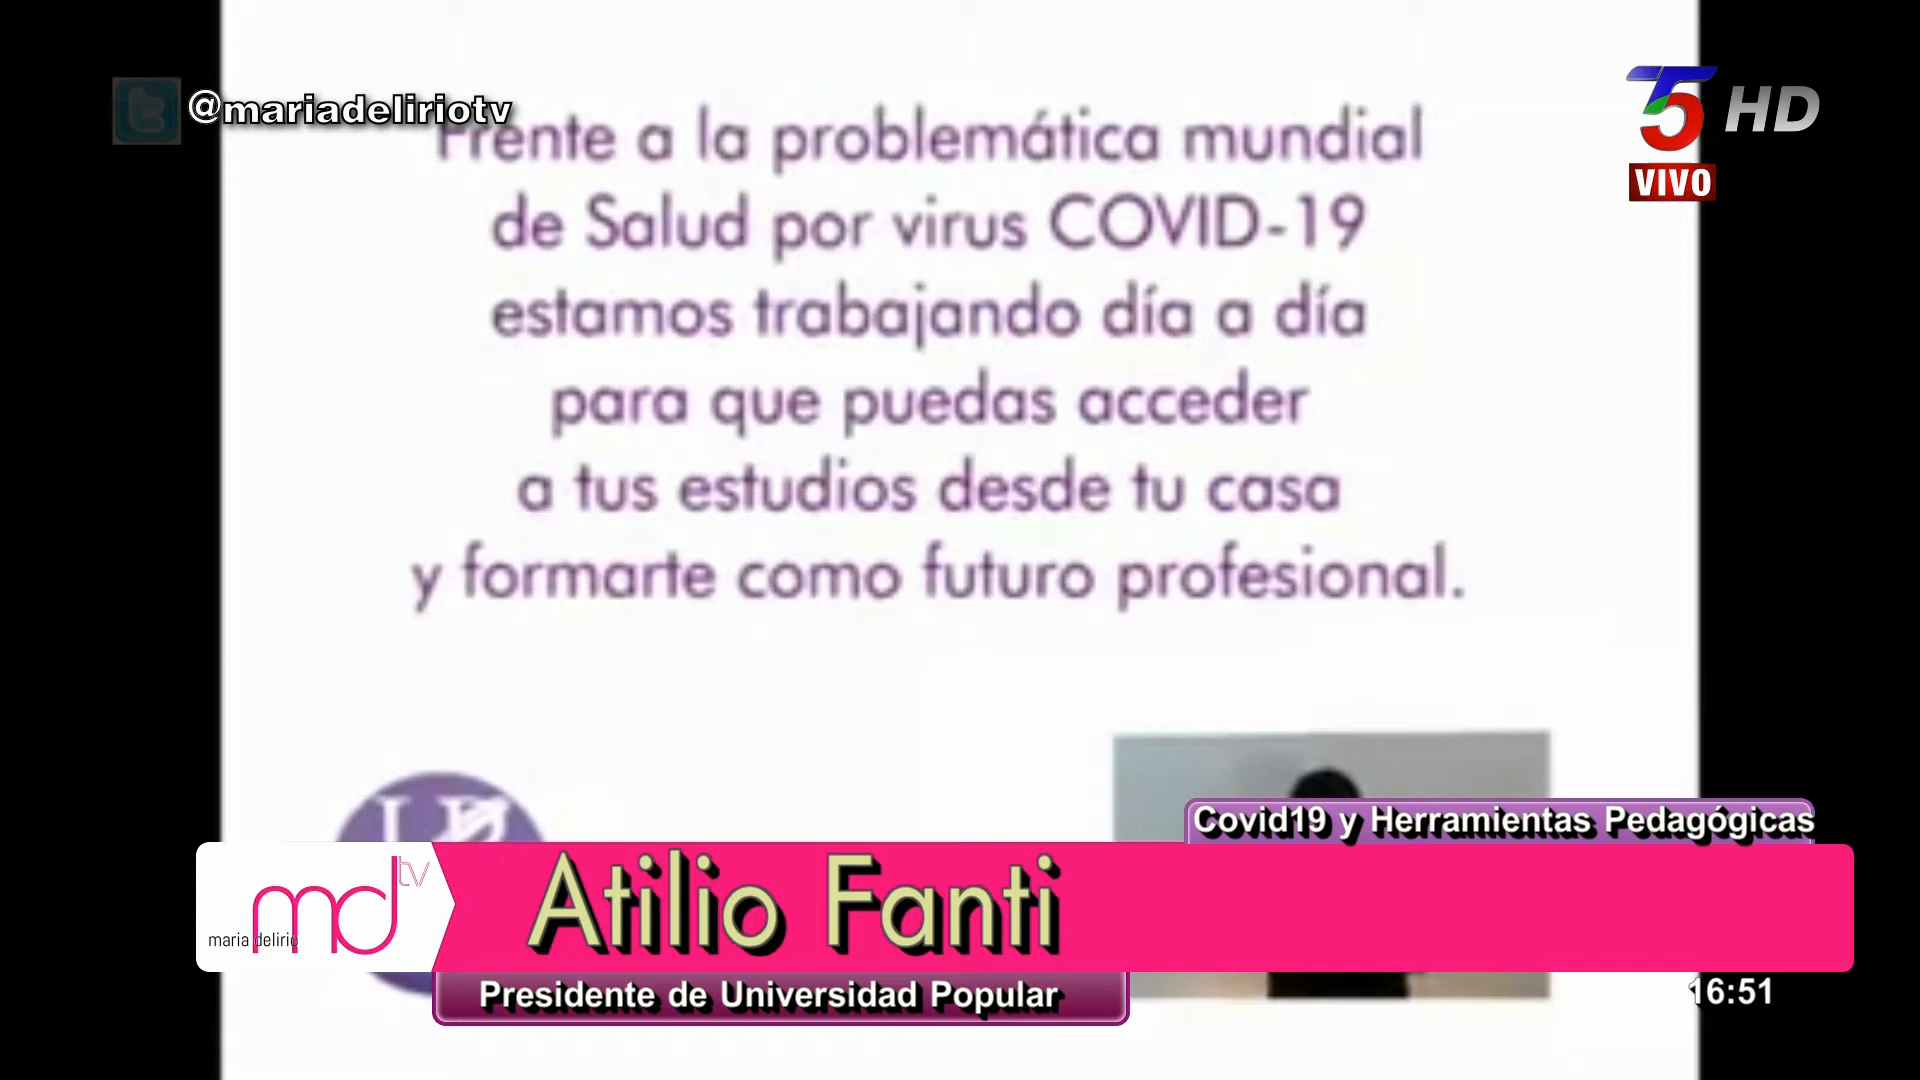 @mariadeliriotv
5 HD
VIVO
Frente a la problemática mundial
de Salud por virus COVID-19
estamos trabajando día a día
para que puedas acceder
a tus estudios desde tu casa
y formarte como futuro profesional.
Covid19 y Herramientas Pedagógicas
md tv
maria delirio
Atilio Fanti
Presidente de Universidad Popular
16:51